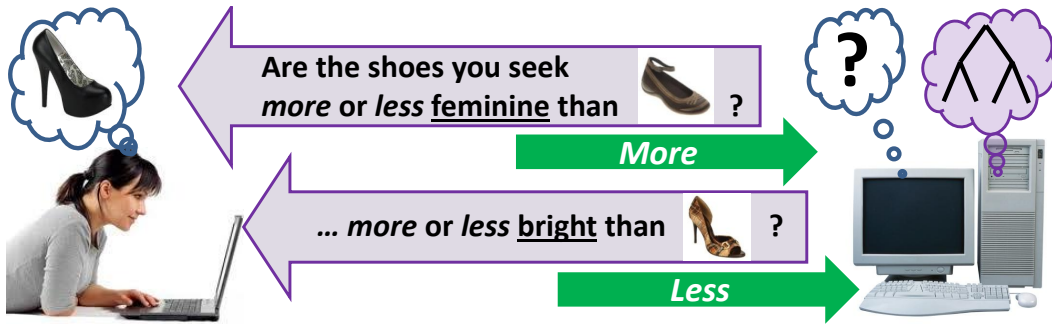 Are the shoes you seek
more or less feminine than ?
?
More
... more or less bright than ?
Less